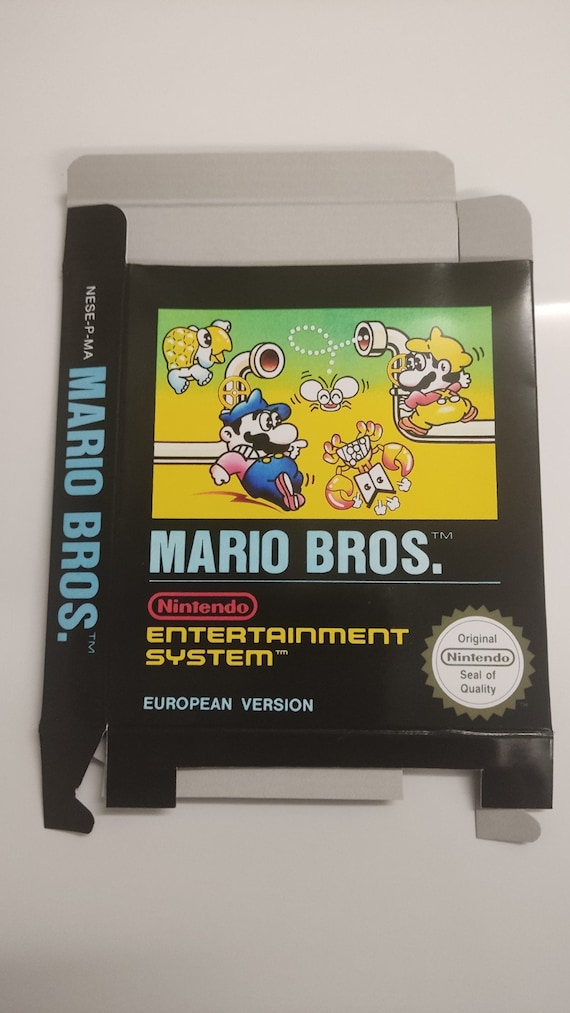 NESE-P-MA
MARIO BROS.™
MARIO BROS.™
Nintendo
ENTERTAINMENT
SYSTEM™
EUROPEAN VERSION
Original
Nintendo
Seal of
Quality